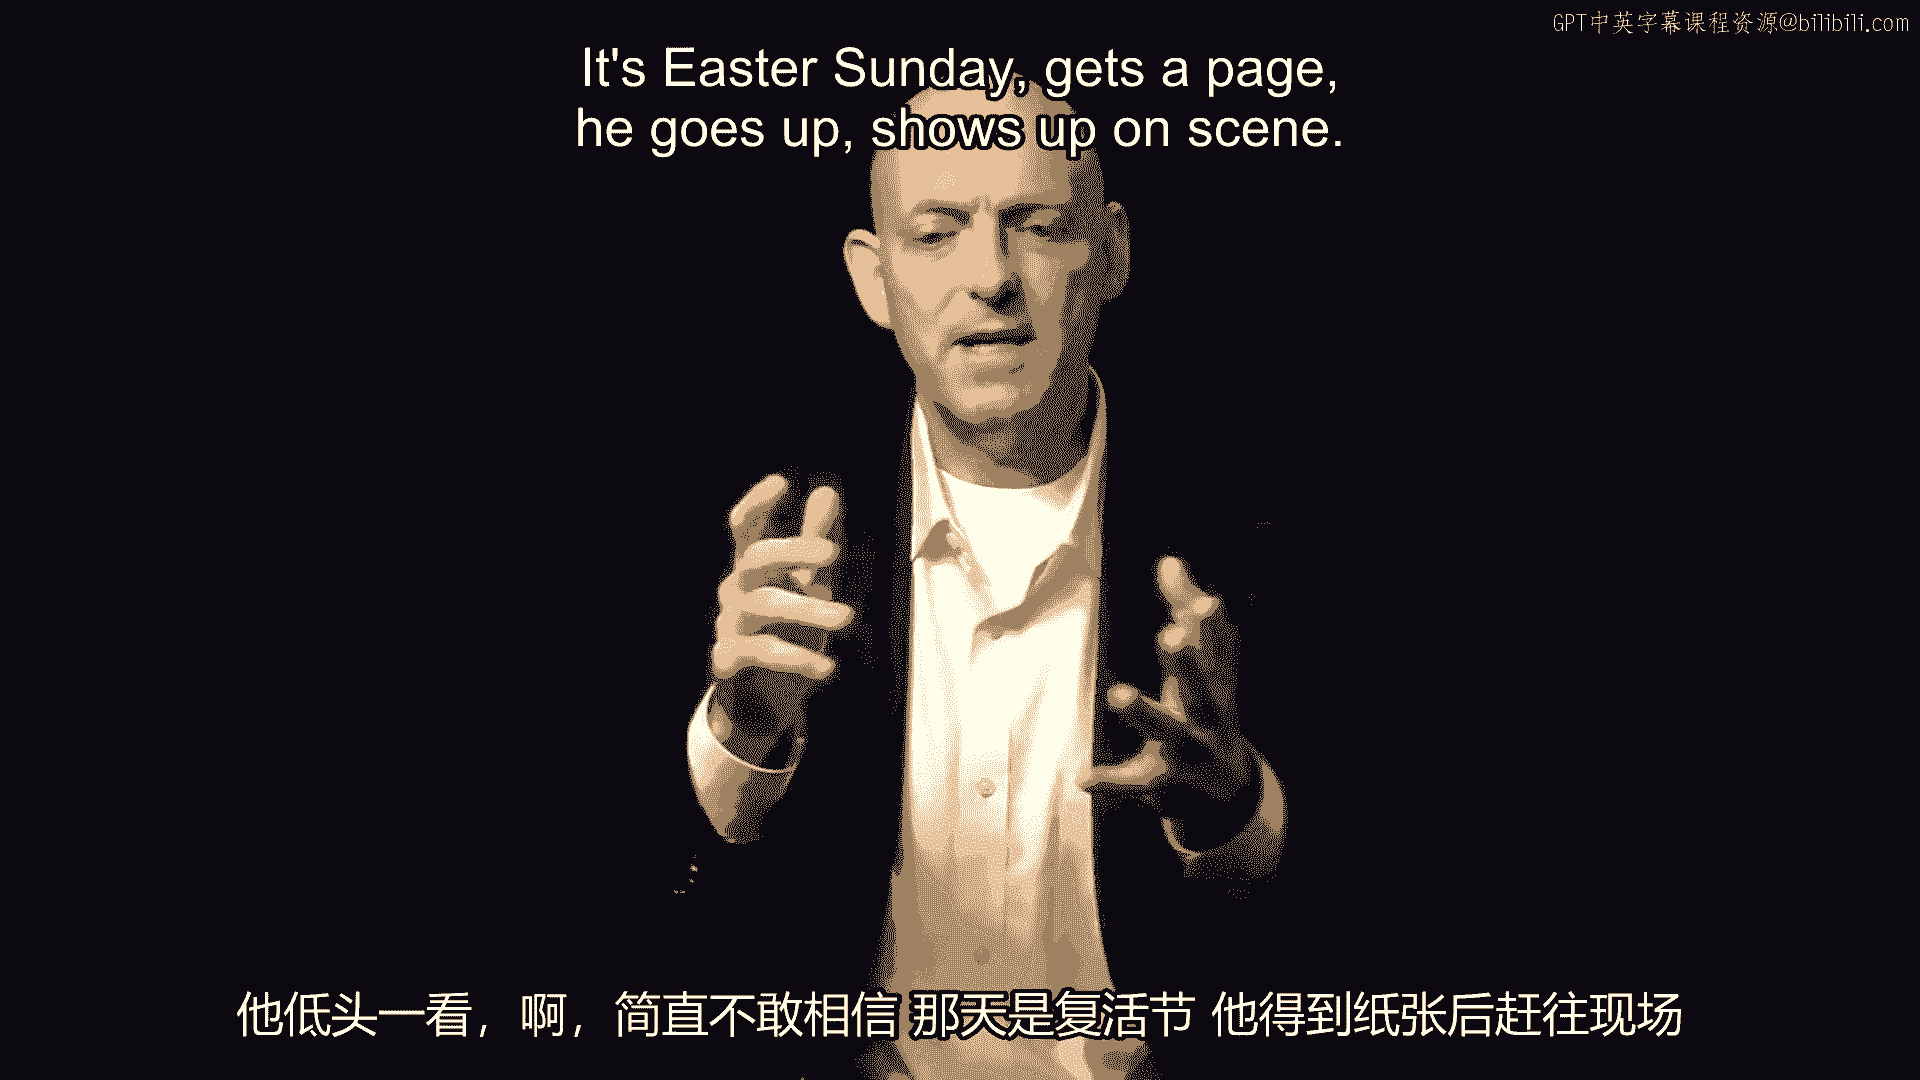 GPT中英字幕课程资源@bilibili.com
It's Easter Sunday, gets a page,
he goes up, shows up on scene.
他低头一看，啊，简直不敢相信 那天是复活节 他得到纸张后赶往现场